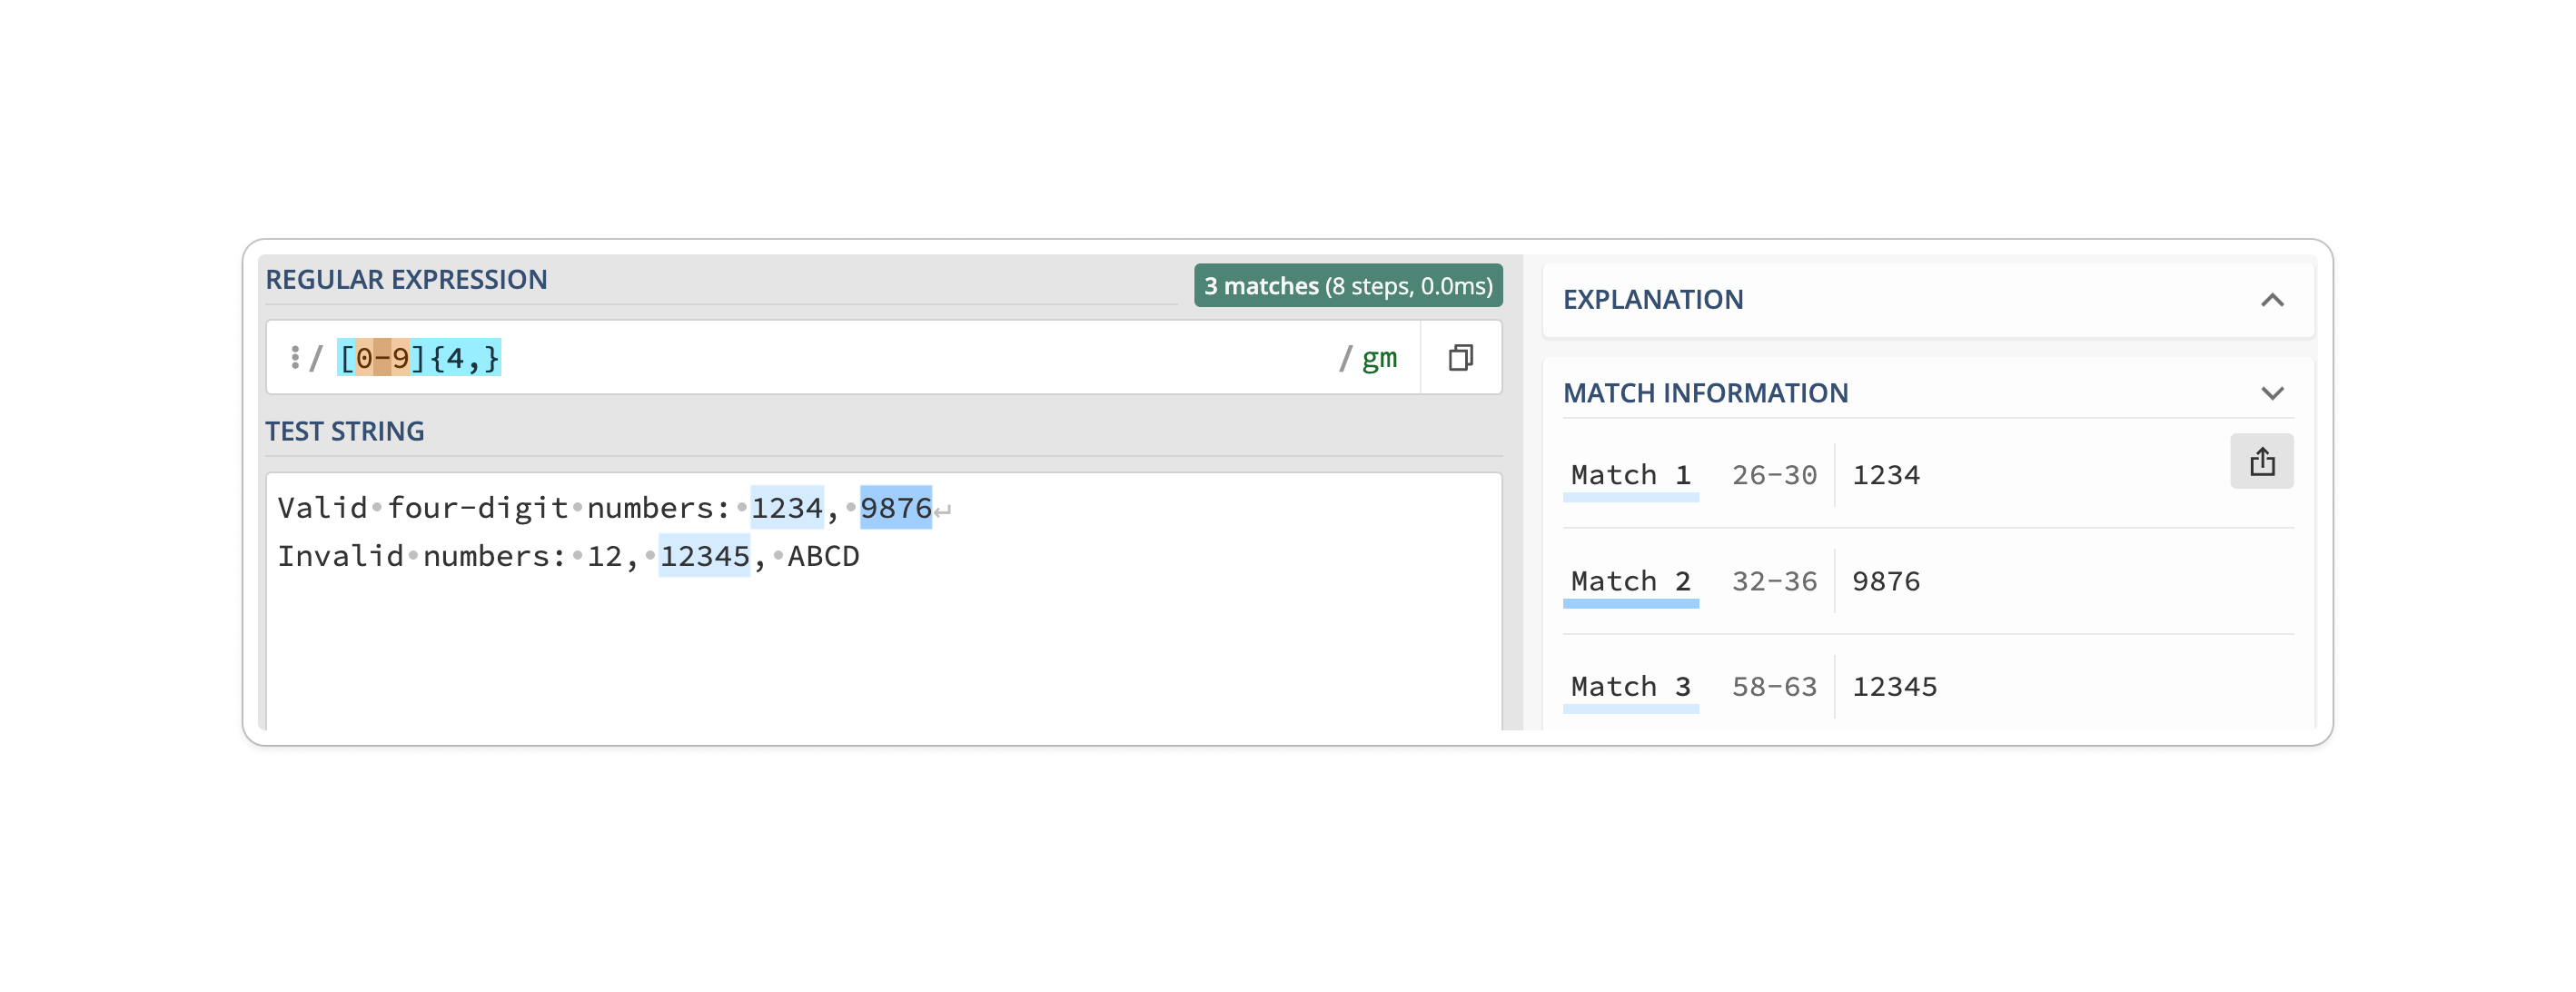 REGULAR EXPRESSION
3 matches (8 steps, 0.0ms)
/ [0-9]{4,} / gm
TEST STRING
Valid four-digit numbers: 1234, 9876
Invalid numbers: 12, 12345, ABCD
EXPLANATION
MATCH INFORMATION
Match 1 26-30 1234
Match 2 32-36 9876
Match 3 58-63 12345